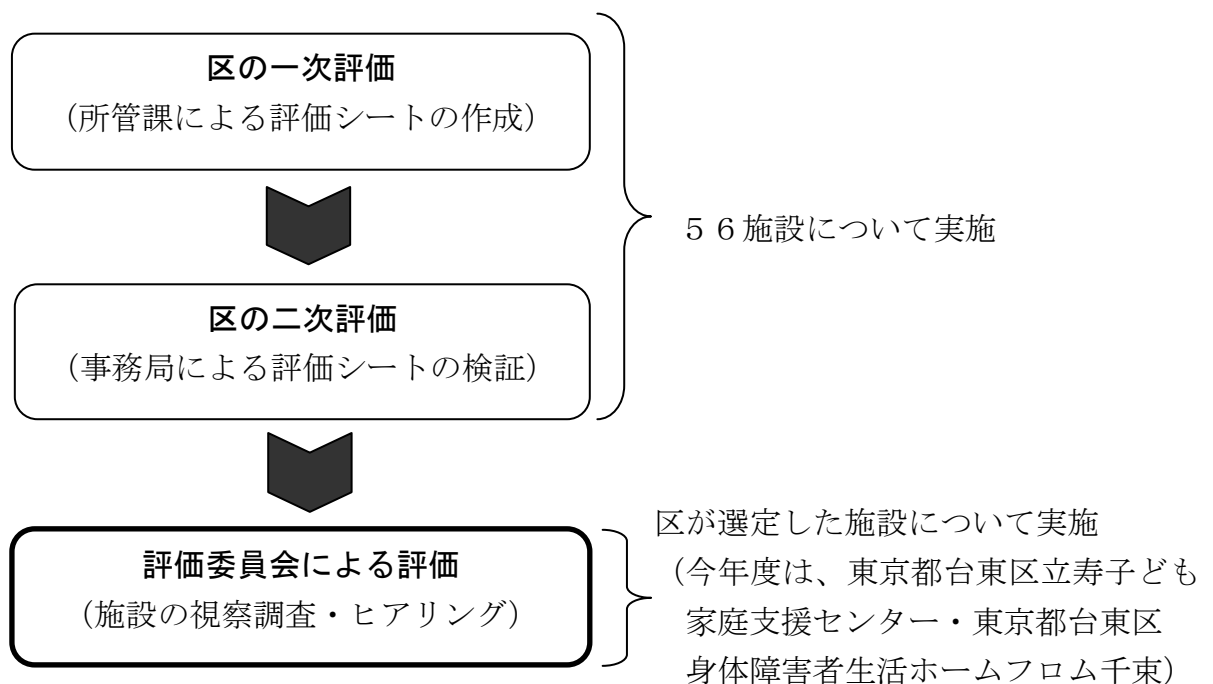 区の一次評価
（所管課による評価シートの作成）
５６施設について実施
区の二次評価
（事務局による評価シートの検証）
評価委員会による評価
（施設の視察調査・ヒアリング）
区が選定した施設について実施
（今年度は、東京都台東区立寿子ども
家庭支援センター・東京都台東区
身体障害者生活ホームフロム千束）